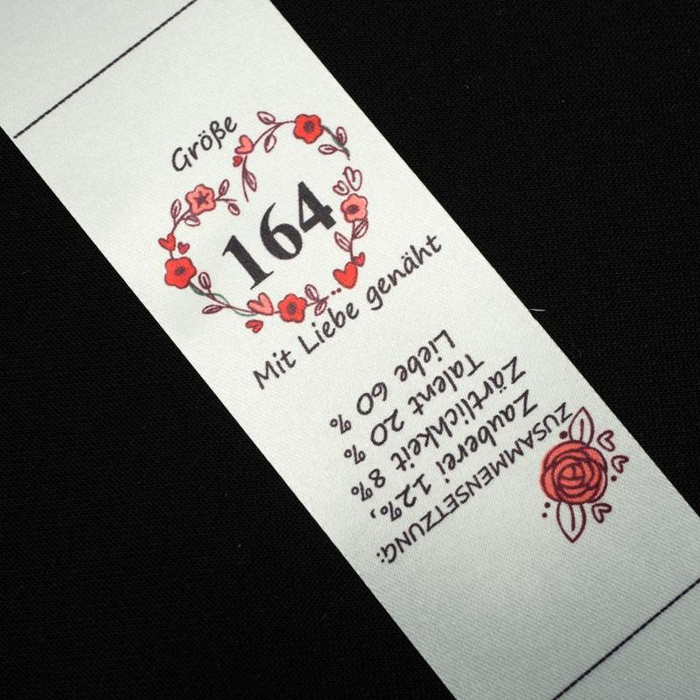 Größe
164
Mit Liebe genäht
ZUSAMMENSETZUNG:
Zauberei 12%,
Zärtlichkeit 8%
Talent 20 %
Liebe 60 %